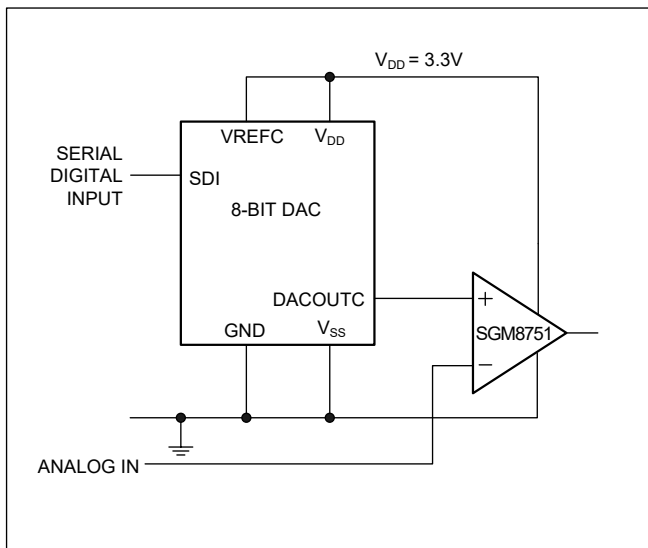 V_DD = 3.3V
VREFC V_DD
SERIAL
DIGITAL
INPUT
SDI
8-BIT DAC
DACOUTC
GND V_SS
+
SGM8751
−
ANALOG IN